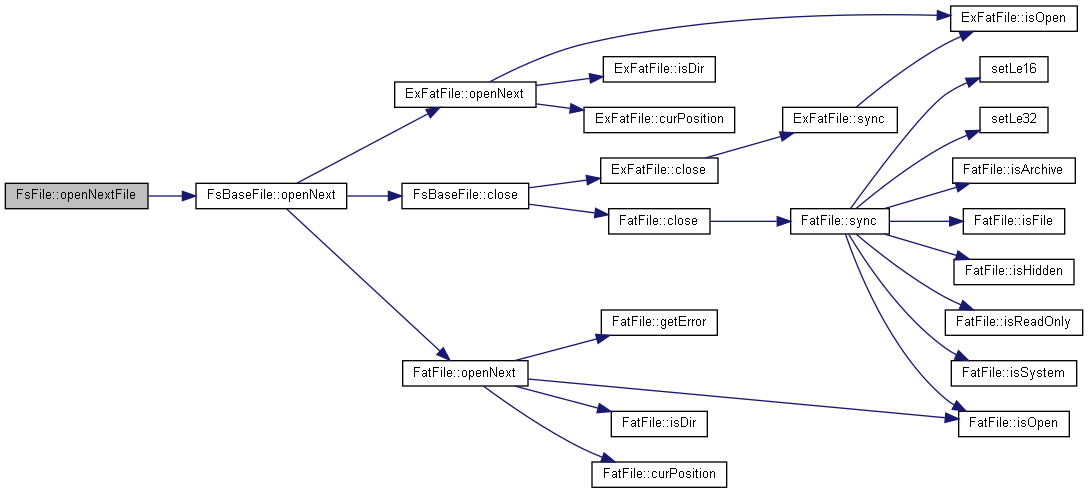 ExFatFile::isOpen
ExFatFile::isDir
setLe16
ExFatFile::openNext
ExFatFile::curPosition
ExFatFile::sync
setLe32
ExFatFile::close
FatFile::isArchive
FsFile::openNextFile
FsBaseFile::openNext
FsBaseFile::close
FatFile::close
FatFile::sync
FatFile::isFile
FatFile::isHidden
FatFile::getError
FatFile::isReadOnly
FatFile::openNext
FatFile::isSystem
FatFile::isDir
FatFile::isOpen
FatFile::curPosition